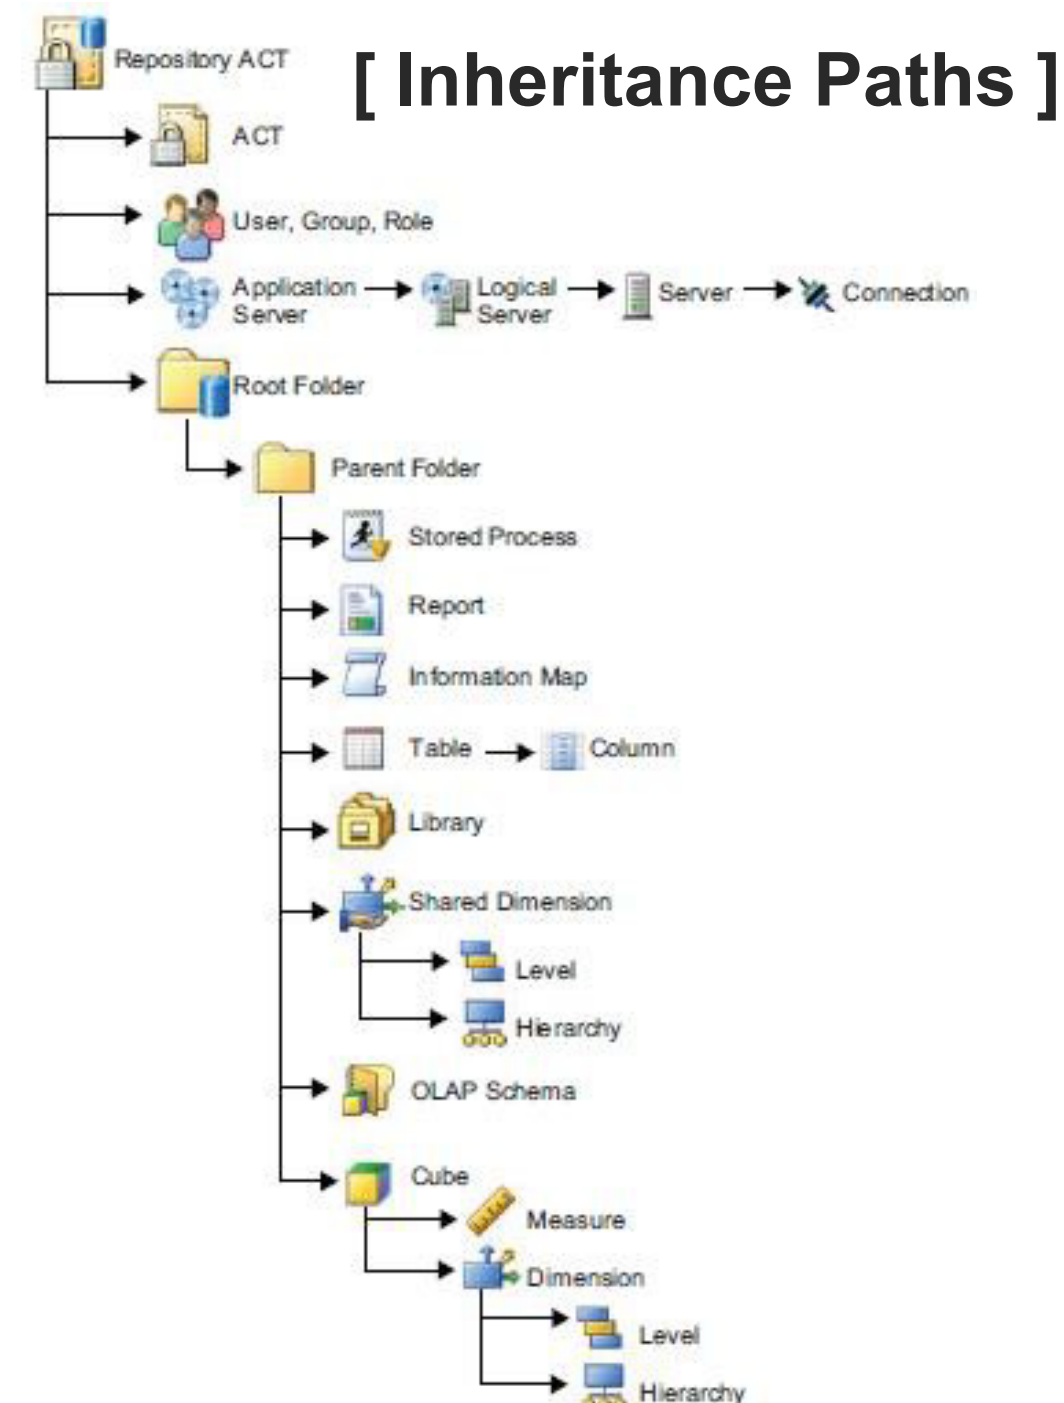 Repository ACT
[ Inheritance Paths ]
ACT
User, Group, Role
Application
Server
Logical
Server
Server
Connection
Root Folder
Parent Folder
Stored Process
Report
Information Map
Table
Column
Library
Shared Dimension
Level
Hierarchy
OLAP Schema
Cube
Measure
Dimension
Level
Hierarchy